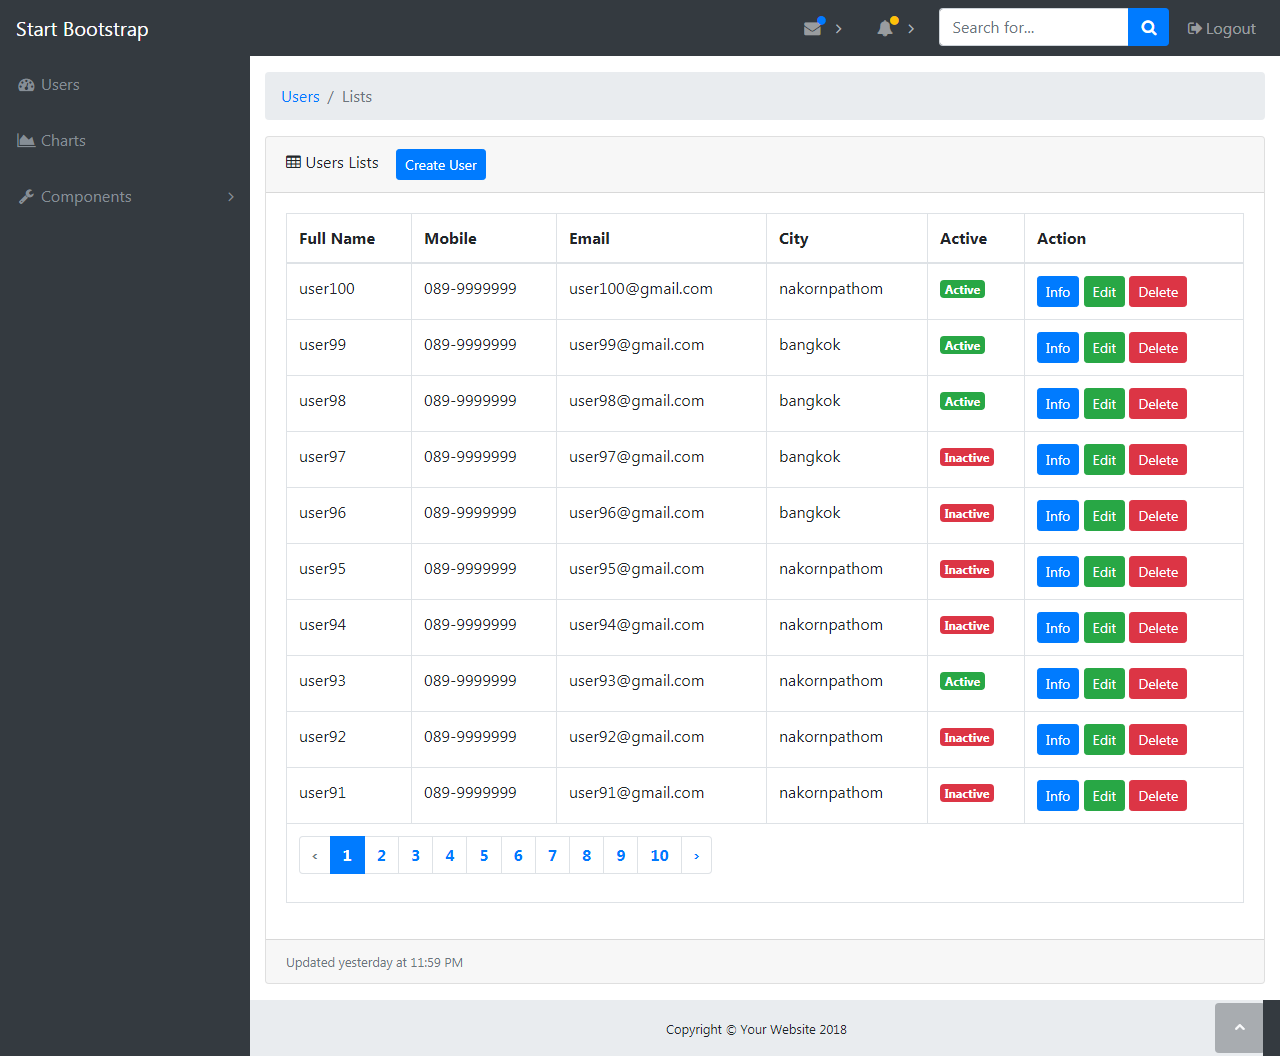 Start Bootstrap
Search for...
Logout
Users
Charts
Components
Users / Lists
Users Lists Create User
Full Name Mobile Email City Active Action
user100 089-9999999 user100@gmail.com nakornpathom Active Info Edit Delete
user99 089-9999999 user99@gmail.com bangkok Active Info Edit Delete
user98 089-9999999 user98@gmail.com bangkok Active Info Edit Delete
user97 089-9999999 user97@gmail.com bangkok Inactive Info Edit Delete
user96 089-9999999 user96@gmail.com bangkok Inactive Info Edit Delete
user95 089-9999999 user95@gmail.com nakornpathom Inactive Info Edit Delete
user94 089-9999999 user94@gmail.com nakornpathom Inactive Info Edit Delete
user93 089-9999999 user93@gmail.com nakornpathom Active Info Edit Delete
user92 089-9999999 user92@gmail.com nakornpathom Inactive Info Edit Delete
user91 089-9999999 user91@gmail.com nakornpathom Inactive Info Edit Delete
‹ 1 2 3 4 5 6 7 8 9 10 ›
Updated yesterday at 11:59 PM
Copyright © Your Website 2018